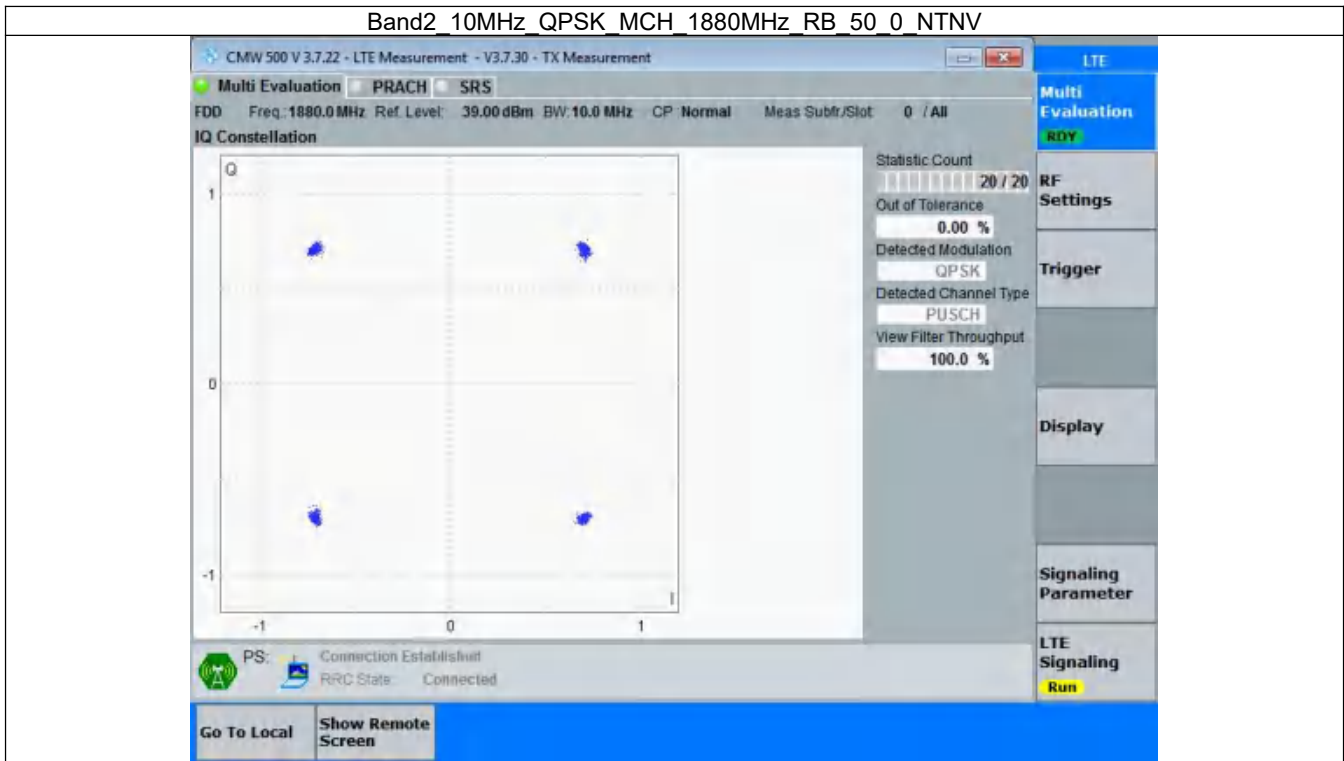 Band2_10MHz_QPSK_MCH_1880MHz_RB_50_0_NTNV
CMW 500 V 3.7.22 - LTE Measurement - V3.7.30 - TX Measurement
LTE
Multi Evaluation PRACH SRS
Multi
Evaluation
RDY
FDD Freq.: 1880.0 MHz Ref. Level: 39.00 dBm BW: 10.0 MHz CP: Normal Meas Subfr./Slot: 0 / All
IQ Constellation
Q
1
0
-1
-1 0 1
I
Statistic Count
20 / 20
Out of Tolerance
0.00 %
Detected Modulation
QPSK
Detected Channel Type
PUSCH
View Filter Throughput
100.0 %
RF
Settings
Trigger
Display
Signaling
Parameter
LTE
Signaling
Run
PS:
Connection Established
RRC State: Connected
Go To Local
Show Remote
Screen